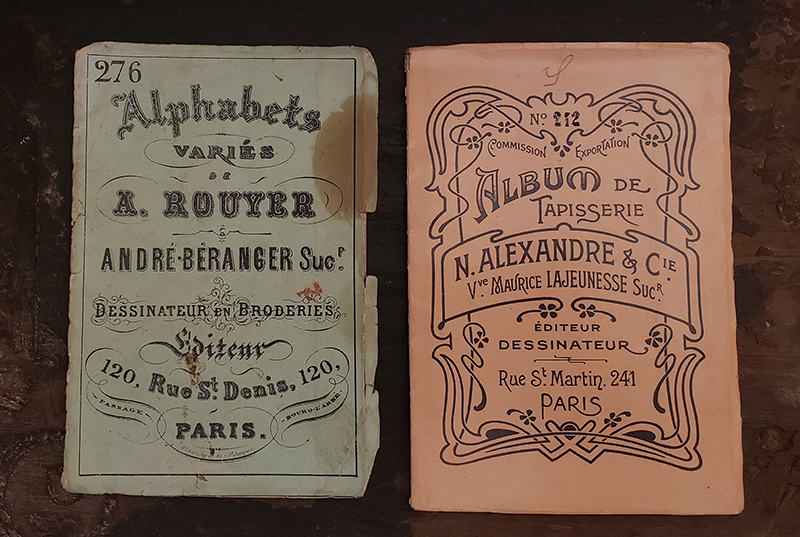 276
Alphabets
VARIÉS
DE
A. ROUYER
ANDRÉ-BÉRANGER Sucr.
DESSINATEUR EN BRODERIES,
Editeur
120, Rue St Denis, 120,
PASSAGE
BOURG-L'ABBÉ
PARIS.
No 212
COMMISSION EXPORTATION
ALBUM DE
TAPISSERIE
N. ALEXANDRE & CIE.
Vve MAURICE LAJEUNESSE SUCR.
ÉDITEUR
DESSINATEUR
Rue St Martin. 241
PARIS